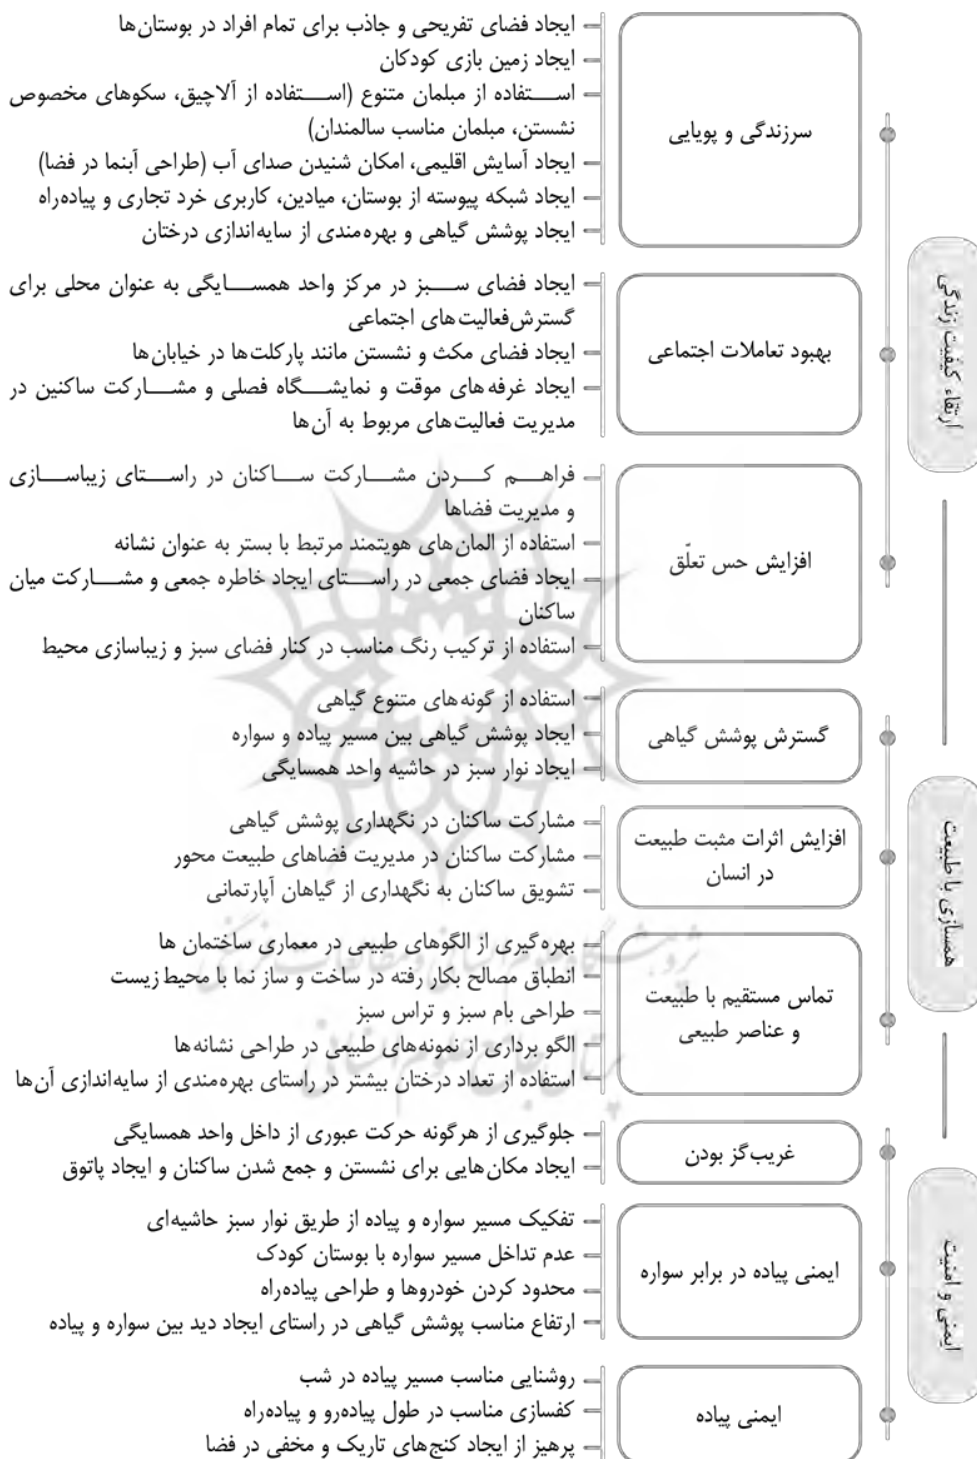 ارتقاء کیفیت زندگی
سرزندگی و پویایی
ایجاد فضای تفریحی و جاذب برای تمام افراد در بوستان‌ها
ایجاد زمین بازی کودکان
استفاده از مبلمان متنوع (استفاده از آلاچیق، سکوهای مخصوص
نشستن، مبلمان مناسب سالمندان)
ایجاد آسایش اقلیمی، امکان شنیدن صدای آب (طراحی آبنما در فضا)
ایجاد شبکه پیوسته از بوستان، میادین، کاربری خرد تجاری و پیاده‌راه
ایجاد پوشش گیاهی و بهره‌مندی از سایه‌اندازی درختان
بهبود تعاملات اجتماعی
ایجاد فضای سبز در مرکز واحد همسایگی به عنوان محلی برای
گسترش‌فعالیت‌های اجتماعی
ایجاد فضای مکث و نشستن مانند پارکلت‌ها در خیابان‌ها
ایجاد غرفه‌های موقت و نمایشگاه فصلی و مشارکت ساکنین در
مدیریت فعالیت‌های مربوط به آن‌ها
افزایش حس تعلّق
فراهم کردن مشارکت ساکنان در راستای زیباسازی
و مدیریت فضاها
استفاده از المان‌های هویتمند مرتبط با بستر به عنوان نشانه
ایجاد فضای جمعی در راستای ایجاد خاطره جمعی و مشارکت میان
ساکنان
استفاده از ترکیب رنگ مناسب در کنار فضای سبز و زیباسازی محیط
همسازی با طبیعت
گسترش پوشش گیاهی
استفاده از گونه‌های متنوع گیاهی
ایجاد پوشش گیاهی بین مسیر پیاده و سواره
ایجاد نوار سبز در حاشیه واحد همسایگی
افزایش اثرات مثبت طبیعت
در انسان
مشارکت ساکنان در نگهداری پوشش گیاهی
مشارکت ساکنان در مدیریت فضاهای طبیعت محور
تشویق ساکنان به نگهداری از گیاهان آپارتمانی
تماس مستقیم با طبیعت
و عناصر طبیعی
بهره‌گیری از الگوهای طبیعی در معماری ساختمان ها
انطباق مصالح بکار رفته در ساخت و ساز نما با محیط‌زیست
طراحی بام سبز و تراس سبز
الگو برداری از نمونه‌های طبیعی در طراحی نشانه‌ها
استفاده از تعداد درختان بیشتر در راستای بهره‌مندی از سایه‌اندازی آن‌ها
ایمنی و امنیت
غریب‌گز بودن
جلوگیری از هرگونه حرکت عبوری از داخل واحد همسایگی
ایجاد مکان‌هایی برای نشستن و جمع شدن ساکنان و ایجاد پاتوق
ایمنی پیاده در برابر سواره
تفکیک مسیر سواره و پیاده از طریق نوار سبز حاشیه‌ای
عدم تداخل مسیر سواره با بوستان کودک
محدود کردن خودروها و طراحی پیاده‌راه
ارتفاع مناسب پوشش گیاهی در راستای ایجاد دید بین سواره و پیاده
ایمنی پیاده
روشنایی مناسب مسیر پیاده در شب
کفسازی مناسب در طول پیاده‌رو و پیاده‌راه
پرهیز از ایجاد کنج‌های تاریک و مخفی در فضا
پژوهشگاه علوم انسانی و مطالعات فرهنگی
پرتال جامع علوم انسانی